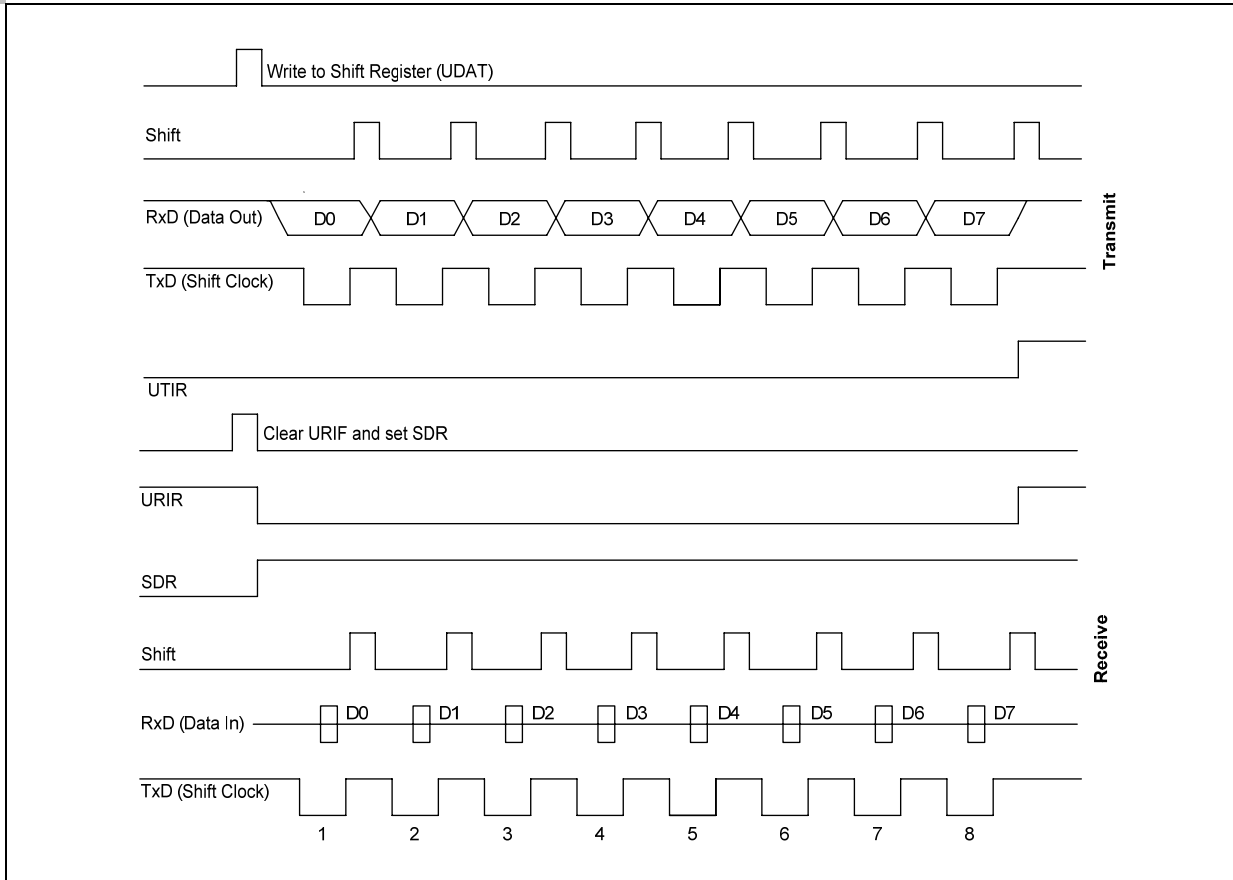 Write to Shift Register (UDAT)
Shift
RxD (Data Out) D0 D1 D2 D3 D4 D5 D6 D7
TxD (Shift Clock)
UTIR
Transmit
Clear URIF and set SDR
URIR
SDR
Shift
RxD (Data In) D0 D1 D2 D3 D4 D5 D6 D7
TxD (Shift Clock)
1 2 3 4 5 6 7 8
Receive